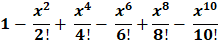 1 − x²/2! + x⁴/4! − x⁶/6! + x⁸/8! − x¹⁰/10!